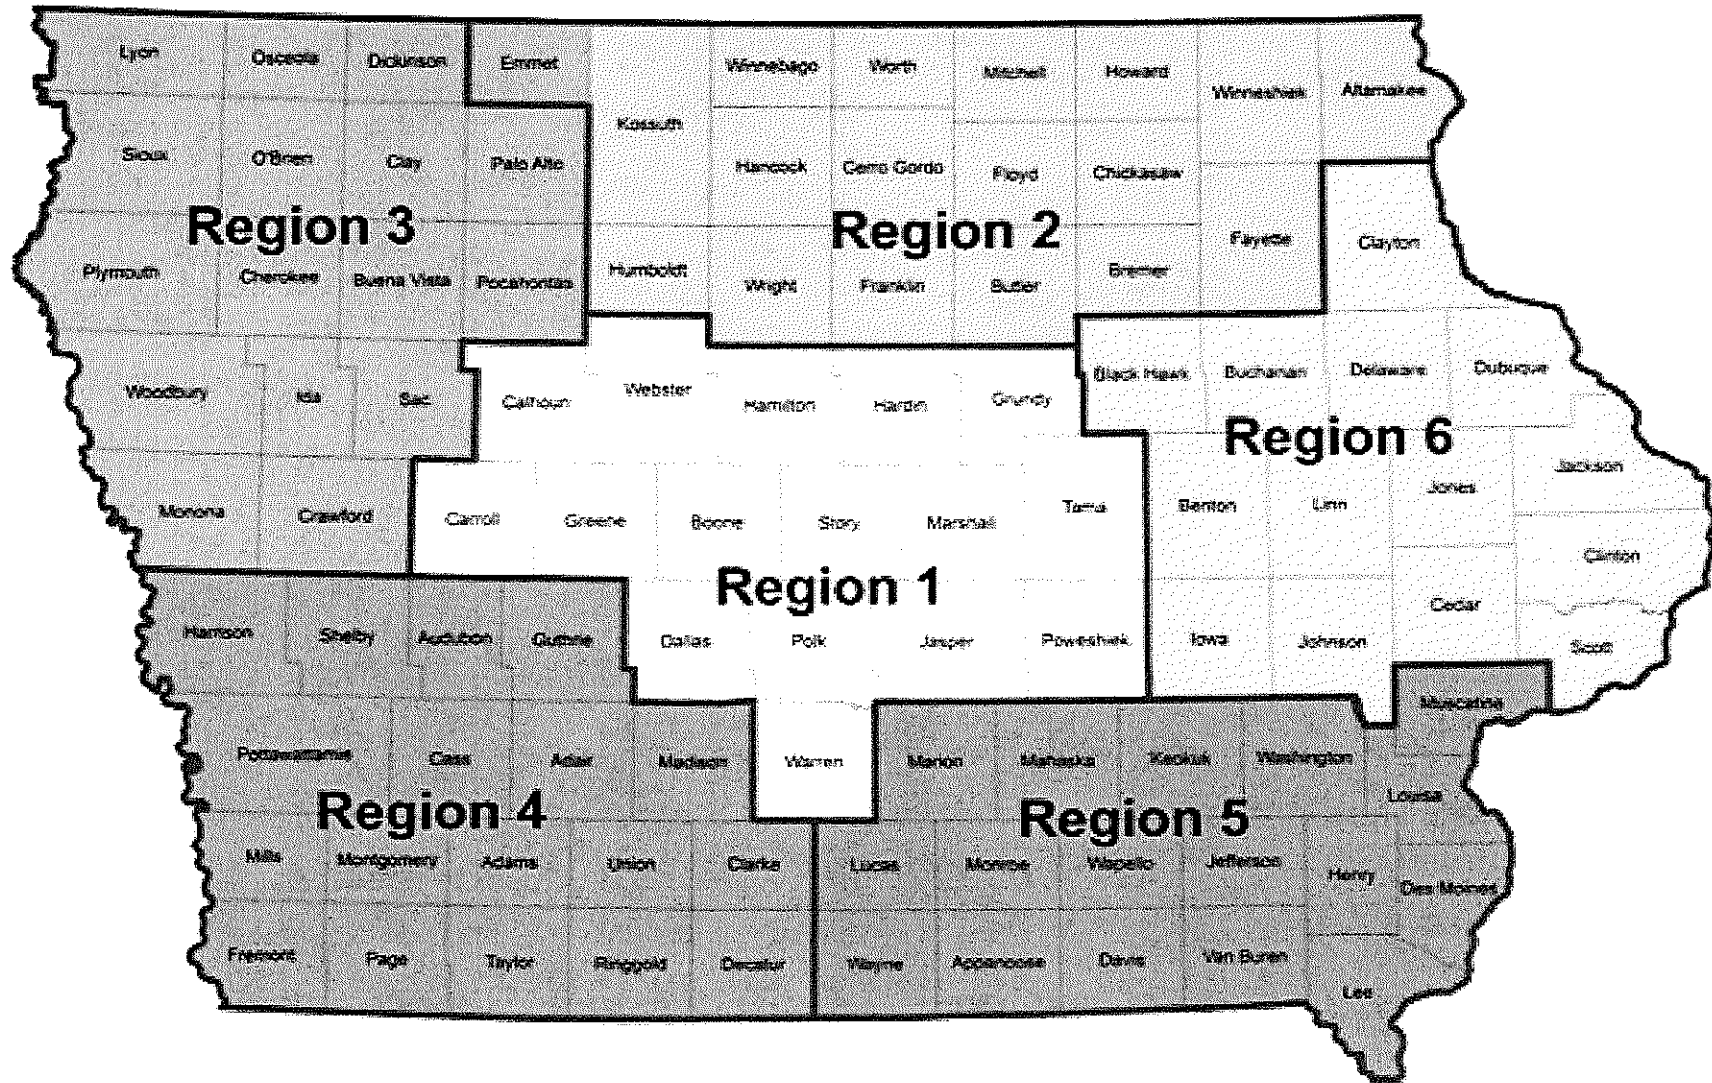 Lyon Osceola Dickinson Emmet Winnebago Worth Mitchell Howard Winneshiek Allamakee
Kossuth
Sioux O'Brien Clay Palo Alto Hancock Cerro Gordo Floyd Chickasaw
Region 3 Region 2
Fayette Clayton
Plymouth Cherokee Buena Vista Pocahontas Humboldt Wright Franklin Butler Bremer
Woodbury Ida Sac Calhoun Webster Hamilton Hardin Grundy Black Hawk Buchanan Delaware Dubuque
Region 6
Jackson
Monona Crawford Carroll Greene Boone Story Marshall Tama Benton Linn Jones
Clinton
Region 1
Cedar
Harrison Shelby Audubon Guthrie Dallas Polk Jasper Poweshiek Iowa Johnson Scott
Muscatine
Pottawattamie Cass Adair Madison Warren Marion Mahaska Keokuk Washington
Louisa
Region 4 Region 5
Mills Montgomery Adams Union Clarke Lucas Monroe Wapello Jefferson Henry Des Moines
Fremont Page Taylor Ringgold Decatur Wayne Appanoose Davis Van Buren
Lee